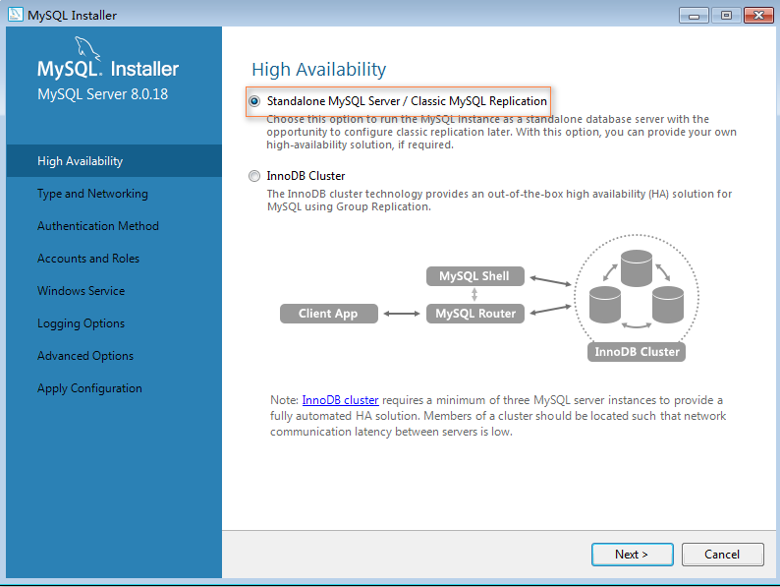 MySQL Installer
MySQL. Installer
MySQL Server 8.0.18
High Availability
Type and Networking
Authentication Method
Accounts and Roles
Windows Service
Logging Options
Advanced Options
Apply Configuration
High Availability
Standalone MySQL Server / Classic MySQL Replication
Choose this option to run the MySQL instance as a standalone database server with the
opportunity to configure classic replication later. With this option, you can provide your own
high-availability solution, if required.
InnoDB Cluster
The InnoDB cluster technology provides an out-of-the-box high availability (HA) solution for
MySQL using Group Replication.
MySQL Shell
Client App
MySQL Router
InnoDB Cluster
Note: InnoDB cluster requires a minimum of three MySQL server instances to provide a
fully automated HA solution. Members of a cluster should be located such that network
communication latency between servers is low.
Next >
Cancel